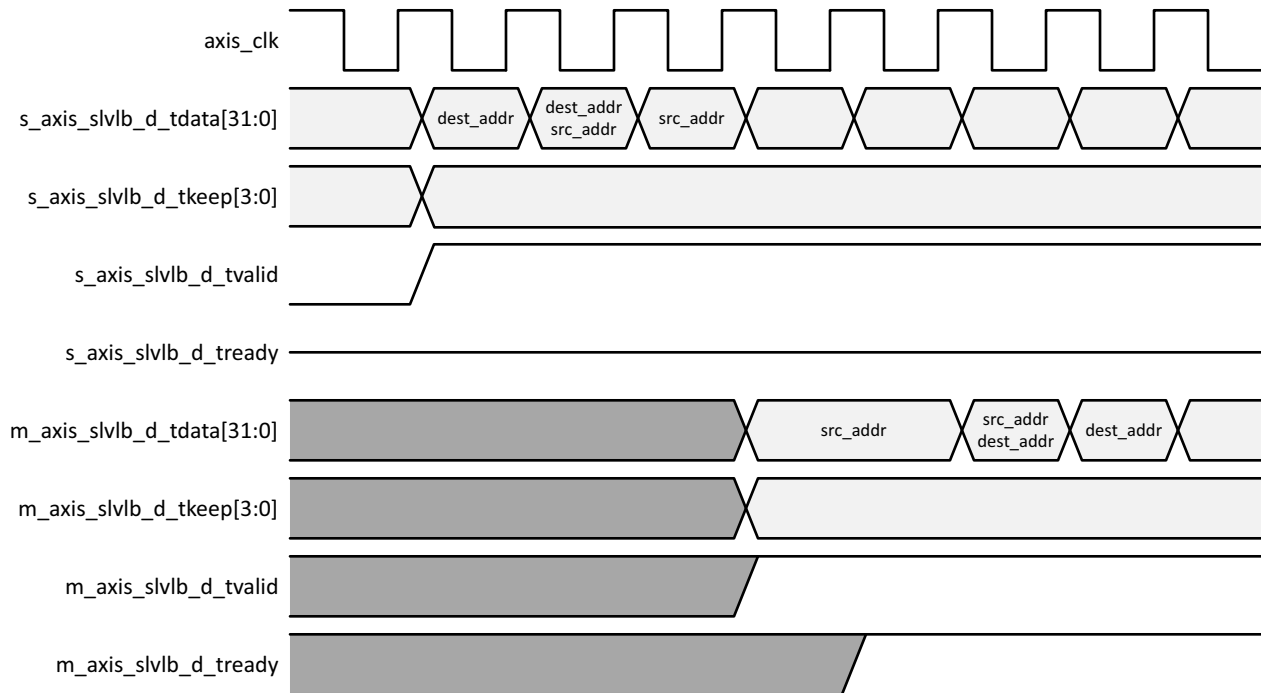 axis_clk
s_axis_slvlb_d_tdata[31:0]
dest_addr
dest_addr
src_addr
src_addr
s_axis_slvlb_d_tkeep[3:0]
s_axis_slvlb_d_tvalid
s_axis_slvlb_d_tready
m_axis_slvlb_d_tdata[31:0]
src_addr
src_addr
dest_addr
dest_addr
m_axis_slvlb_d_tkeep[3:0]
m_axis_slvlb_d_tvalid
m_axis_slvlb_d_tready